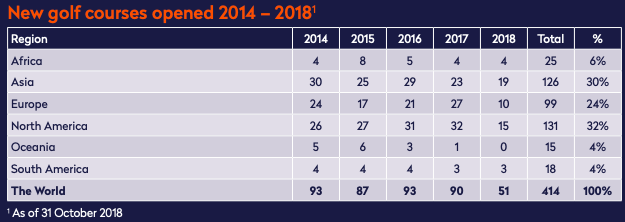 New golf courses opened 2014 – 2018¹
Region 2014 2015 2016 2017 2018 Total %
Africa 4 8 5 4 4 25 6%
Asia 30 25 29 23 19 126 30%
Europe 24 17 21 27 10 99 24%
North America 26 27 31 32 15 131 32%
Oceania 5 6 3 1 0 15 4%
South America 4 4 4 3 3 18 4%
The World 93 87 93 90 51 414 100%
¹ As of 31 October 2018